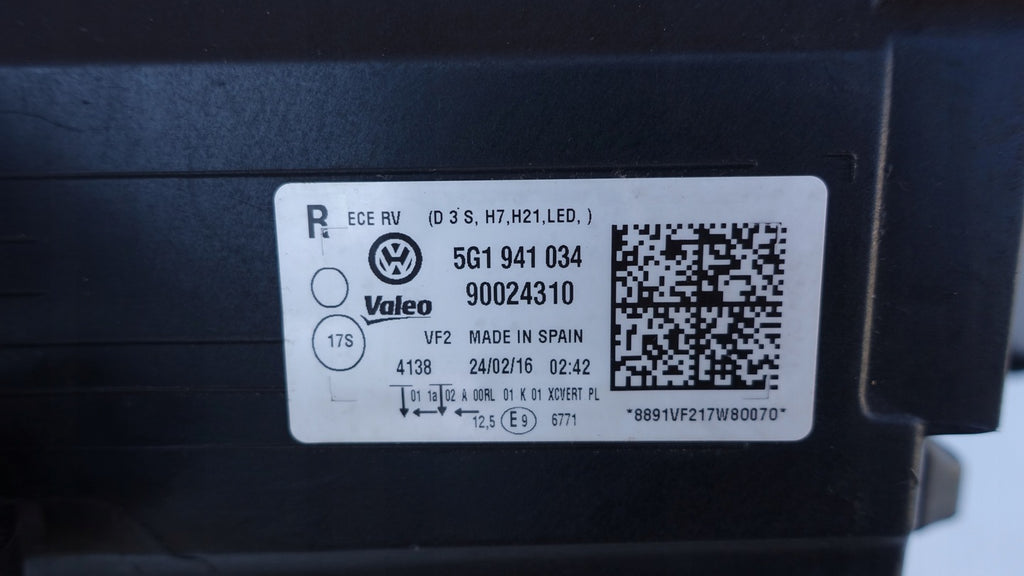 R ECE RV (D 3 S, H7,H21,LED, )
5G1 941 034
Valeo 90024310
17S
VF2 MADE IN SPAIN
4138 24/02/16 02:42
01 1a 02 A 00RL 01 K 01 XCVERT PL
12,5 E9 6771
*8891VF217W80070*